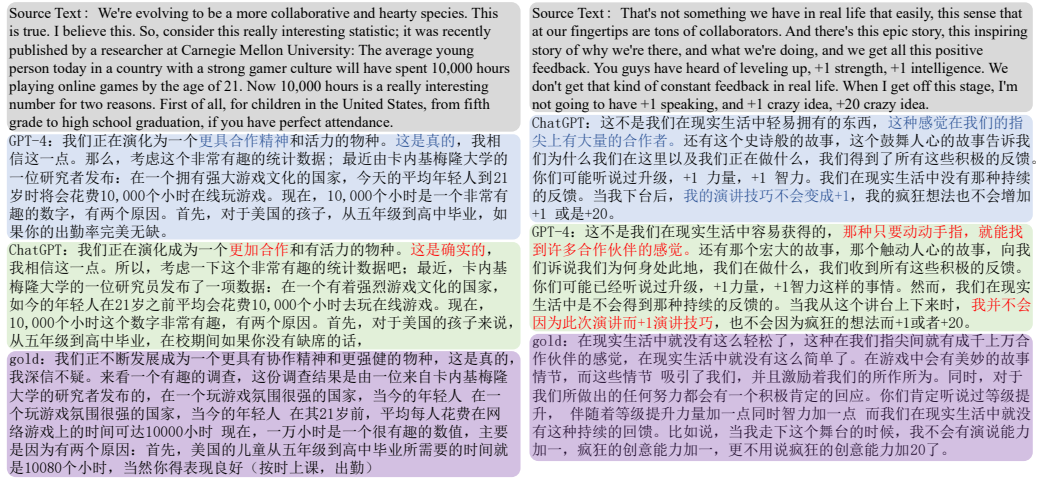 Source Text: We're evolving to be a more collaborative and hearty species. This
is true. I believe this. So, consider this really interesting statistic; it was recently
published by a researcher at Carnegie Mellon University: The average young
person today in a country with a strong gamer culture will have spent 10,000 hours
playing online games by the age of 21. Now 10,000 hours is a really interesting
number for two reasons. First of all, for children in the United States, from fifth
grade to high school graduation, if you have perfect attendance.
GPT-4：我们正在演化为一个更具合作精神和活力的物种。这是真的，我相
信这一点。那么，考虑这个非常有趣的统计数据；最近由卡内基梅隆大学的
一位研究者发布：在一个拥有强大游戏文化的国家，今天的平均年轻人到21
岁时将会花费10,000个小时在线玩游戏。现在，10,000个小时是一个非常有
趣的数字，有两个原因。首先，对于美国的孩子，从五年级到高中毕业，如
果你的出勤率完美无缺。
ChatGPT：我们正在演化成为一个更加合作和有活力的物种。这是确实的，
我相信这一点。所以，考虑一下这个非常有趣的统计数据吧；最近，卡内基
梅隆大学的一位研究员发布了一项数据：在一个有着强烈游戏文化的国家，
如今的年轻人在21岁之前平均会花费10,000个小时去玩在线游戏。现在，
10,000个小时这个数字非常有趣，有两个原因。首先，对于美国的孩子来说，
从五年级到高中毕业，在校期间如果你没有缺席的话，
gold：我们正不断发展成为一个更具有协作精神和更强健的物种，这是真的，
我深信不疑。来看一个有趣的调查，这份调查结果是由一位来自卡内基梅隆
大学的研究者发布的，在一个游戏氛围很强的国家，当今的年轻人 在一
个玩游戏氛围很强的国家，当今的年轻人 在其21岁前，平均每人花费在网
络游戏上的时间可达10000小时 现在，一万小时是一个很有趣的数值，主要
是因为有两个原因：首先，美国的儿童从五年级到高中毕业所需要的时间就
是10080个小时，当然你得表现良好（按时上课，出勤）
Source Text: That's not something we have in real life that easily, this sense that
at our fingertips are tons of collaborators. And there's this epic story, this inspiring
story of why we're there, and what we're doing, and we get all this positive
feedback. You guys have heard of leveling up, +1 strength, +1 intelligence. We
don't get that kind of constant feedback in real life. When I get off this stage, I'm
not going to have +1 speaking, and +1 crazy idea, +20 crazy idea.
ChatGPT：这不是我们在现实生活中轻易拥有的东西，这种感觉在我们的指
尖上有大量的合作者。还有这个史诗般的故事，这个鼓舞人心的故事告诉我
们为什么我们在这里以及我们正在做什么，我们得到了所有这些积极的反馈。
你们可能听说过升级，+1 力量，+1 智力。我们在现实生活中没有那种持续
的反馈。当我下台后，我的演讲技巧不会变成+1，我的疯狂想法也不会增加
+1 或是+20。
GPT-4：这不是我们在现实生活中容易获得的，那种只要动动手指，就能找
到许多合作伙伴的感觉。还有那个宏大的故事，那个触动人心的故事，向我
们诉说我们为何身处此地，我们在做什么，我们收到所有这些积极的反馈。
你们可能已经听说过升级，+1力量，+1智力这样的事情。然而，我们在现实
生活中是不会得到那种持续的反馈的。当我从这个讲台上下来时，我并不会
因为此次演讲而+1演讲技巧，也不会因为疯狂的想法而+1或者+20。
gold：在现实生活中就没有这么轻松了，这种在我们指尖间就有成千上万合
作伙伴的感觉，在现实生活中就没有这么简单了。在游戏中会有美妙的故事
情节，而这些情节 吸引了我们，并且激励着我们的所作所为。同时，对于
我们所做出的任何努力都会有一个积极肯定的回应。你们肯定听说过等级提
升， 伴随着等级提升力量加一点同时智力加一点 而我们在现实生活中就没
有这种持续的回馈。比如说，当我走下这个舞台的时候，我不会有演说能力
加一，疯狂的创意能力加一，更不用说疯狂的创意能力加20了。